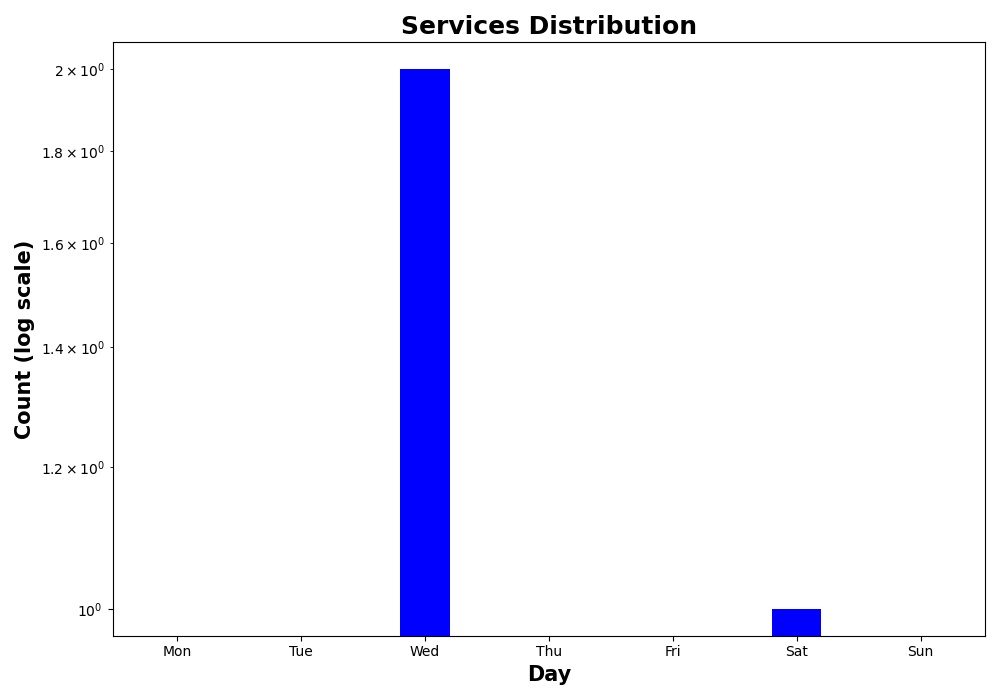 Services Distribution
Count (log scale)
2 × 10⁰
1.8 × 10⁰
1.6 × 10⁰
1.4 × 10⁰
1.2 × 10⁰
10⁰
Mon Tue Wed Thu Fri Sat Sun
Day